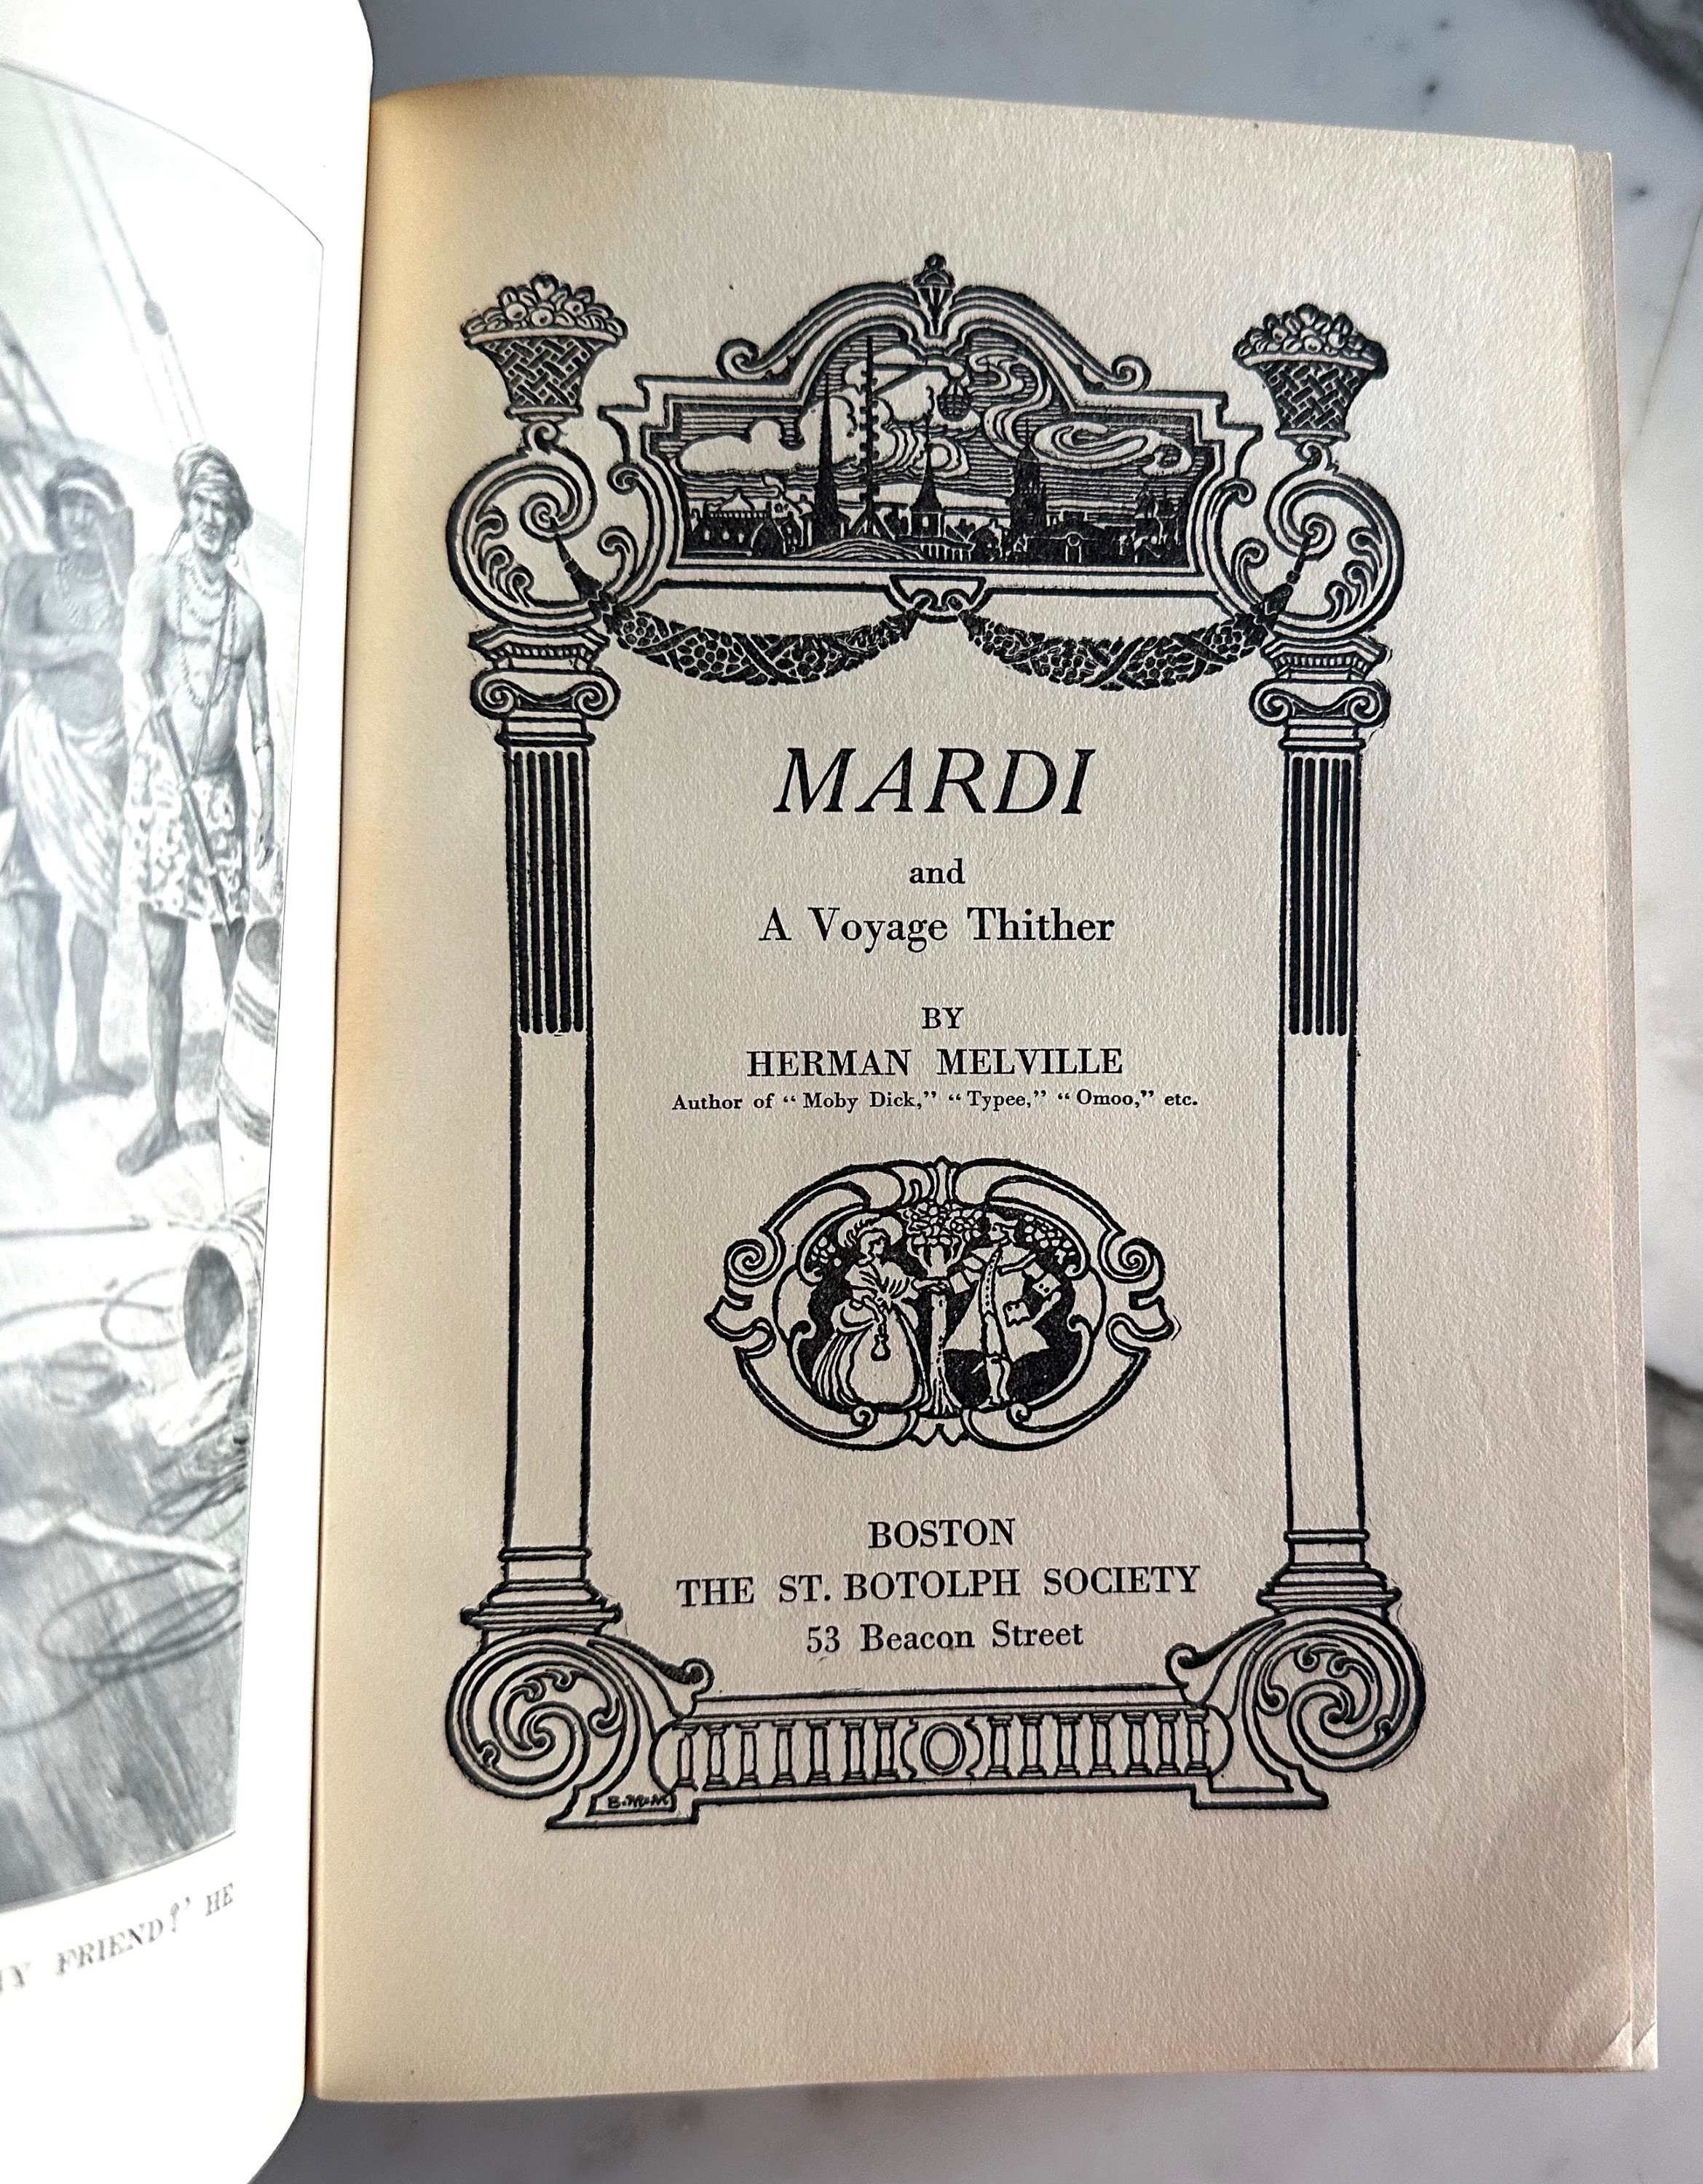 MY FRIEND?' HE
MARDI
and
A Voyage Thither
BY
HERMAN MELVILLE
Author of “Moby Dick,” “Typee,” “Omoo,” etc.
BOSTON
THE ST. BOTOLPH SOCIETY
53 Beacon Street